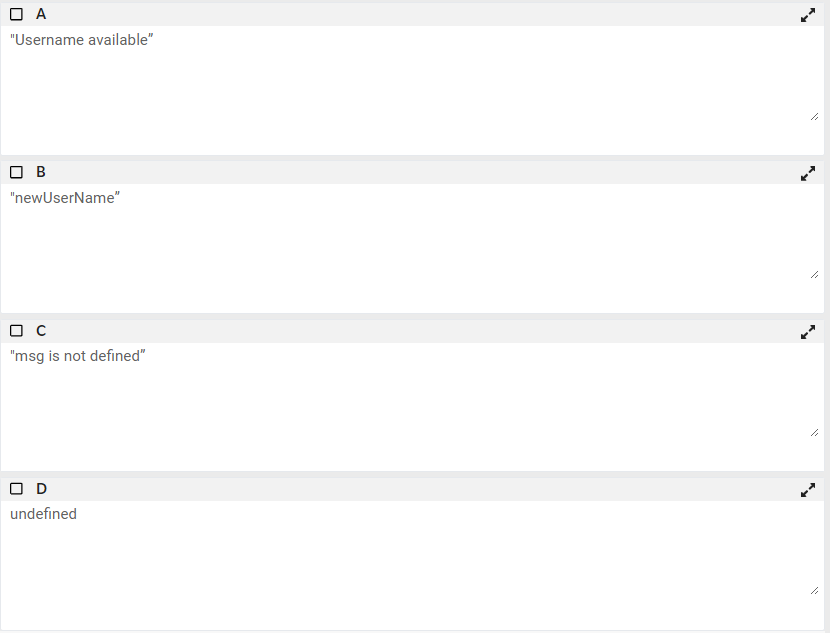 A
"Username available”
B
"newUserName”
C
"msg is not defined”
D
undefined